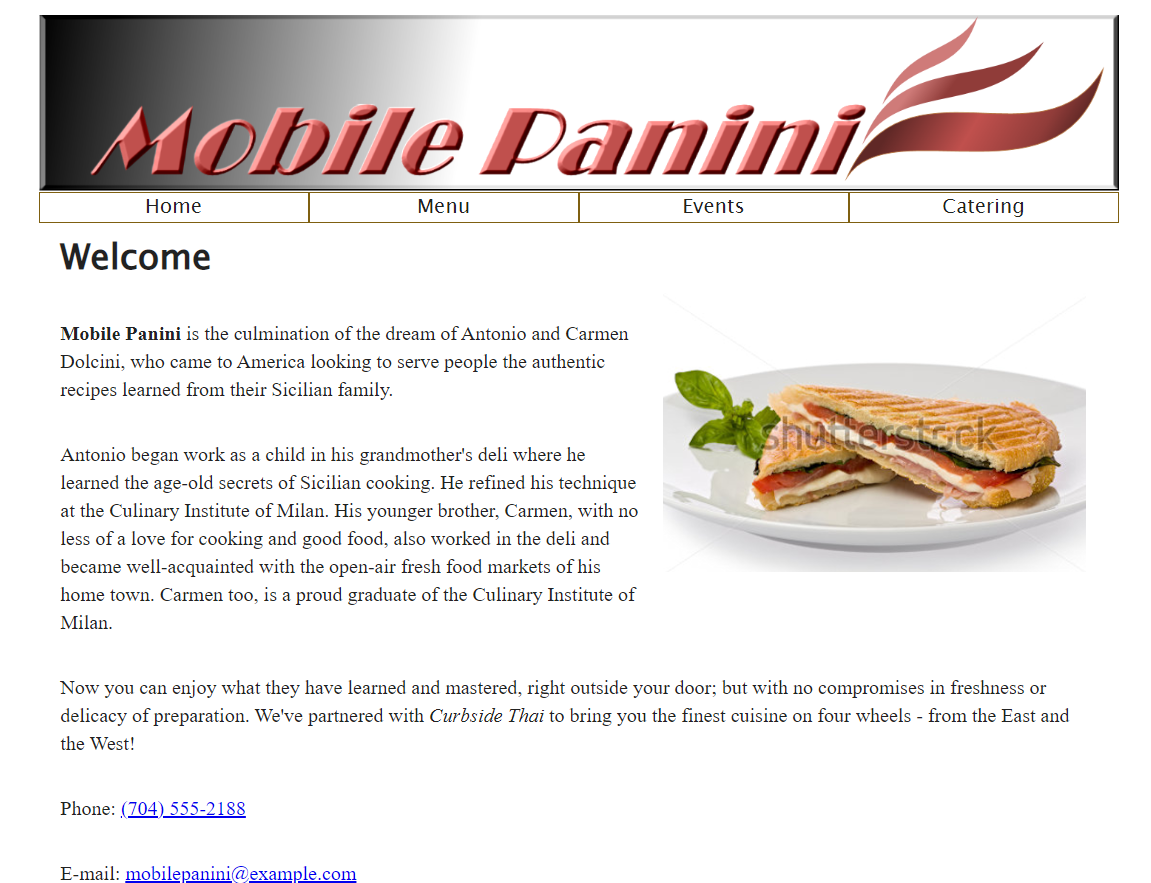 Mobile Panini
Home Menu Events Catering
Welcome
Mobile Panini is the culmination of the dream of Antonio and Carmen
Dolcini, who came to America looking to serve people the authentic
recipes learned from their Sicilian family.
shutterstock
Antonio began work as a child in his grandmother's deli where he
learned the age-old secrets of Sicilian cooking. He refined his technique
at the Culinary Institute of Milan. His younger brother, Carmen, with no
less of a love for cooking and good food, also worked in the deli and
became well-acquainted with the open-air fresh food markets of his
home town. Carmen too, is a proud graduate of the Culinary Institute of
Milan.
Now you can enjoy what they have learned and mastered, right outside your door; but with no compromises in freshness or
delicacy of preparation. We've partnered with Curbside Thai to bring you the finest cuisine on four wheels - from the East and
the West!
Phone: (704) 555-2188
E-mail: mobilepanini@example.com